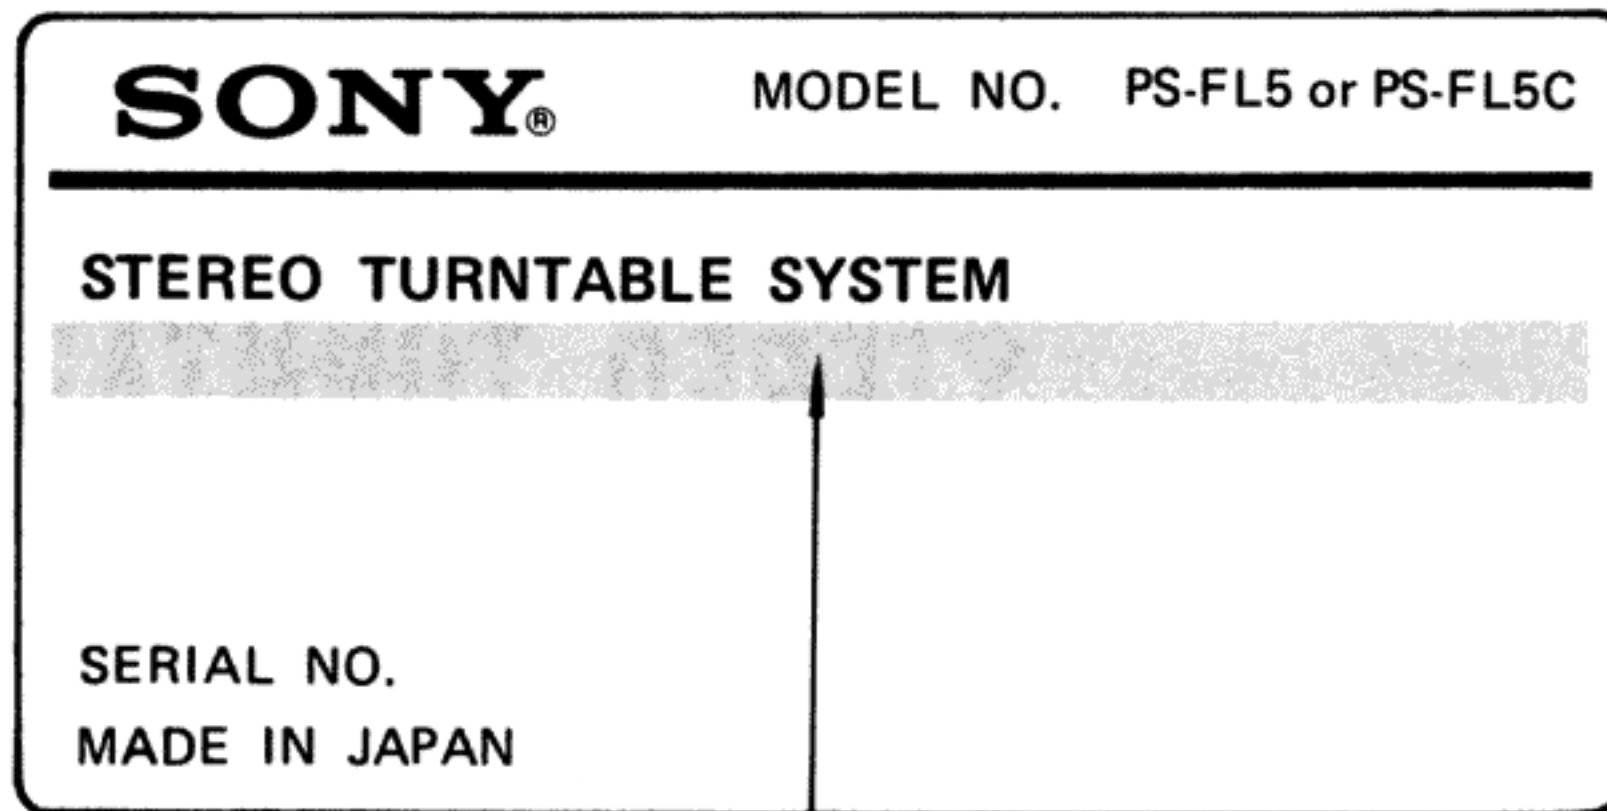 SONY® MODEL NO. PS-FL5 or PS-FL5C
STEREO TURNTABLE SYSTEM
SERIAL NO.
MADE IN JAPAN